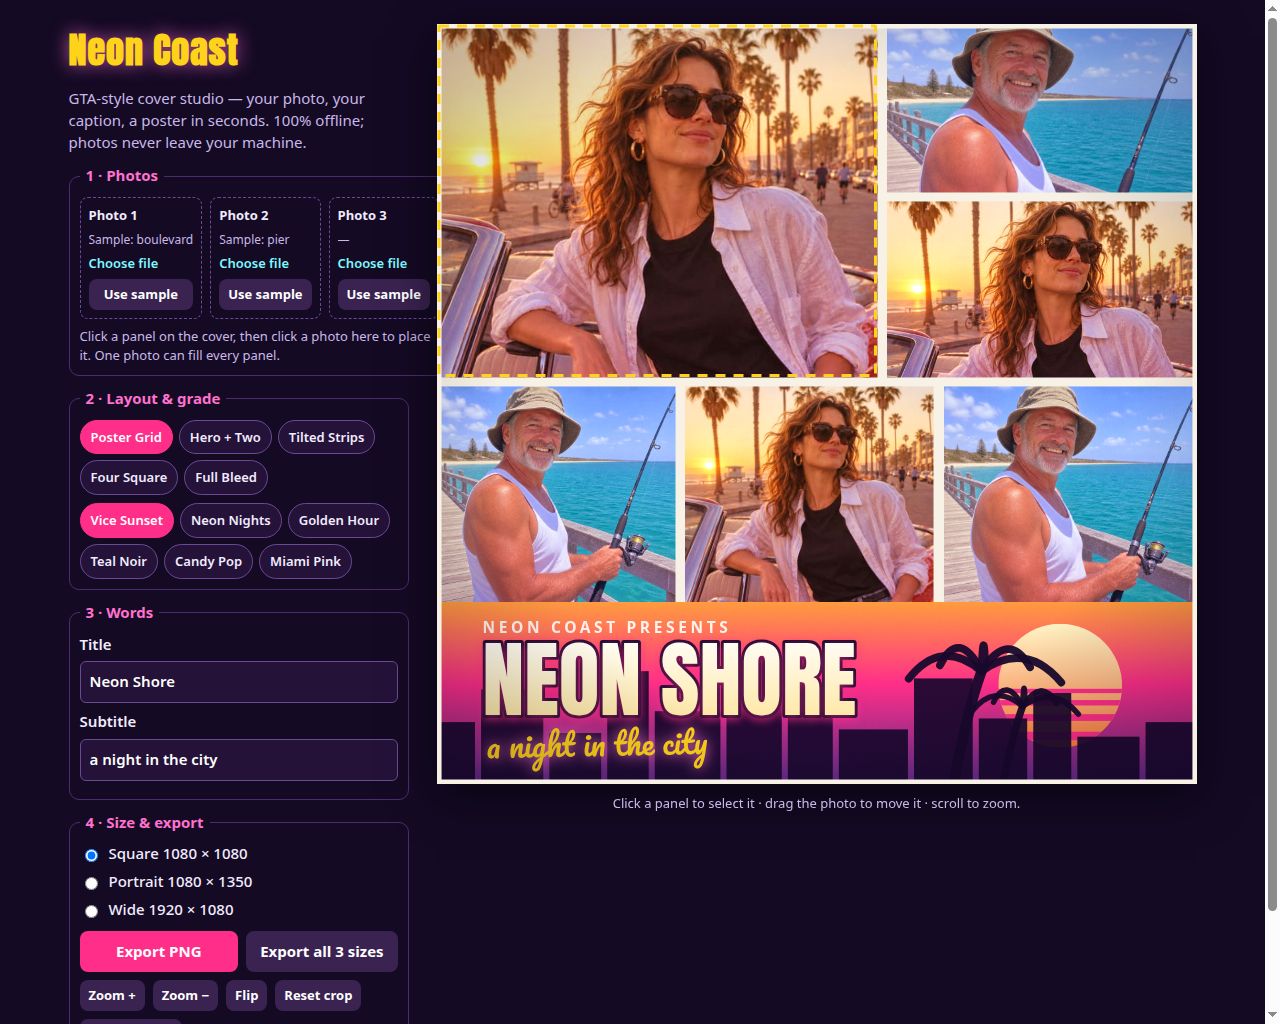 Neon Coast
GTA-style cover studio — your photo, your
caption, a poster in seconds. 100% offline;
photos never leave your machine.
1 · Photos
Photo 1
Sample: boulevard
Choose file
Use sample
Photo 2
Sample: pier
Choose file
Use sample
Photo 3
—
Choose file
Use sample
Click a panel on the cover, then click a photo here to place
it. One photo can fill every panel.
2 · Layout & grade
Poster Grid
Hero + Two
Tilted Strips
Four Square
Full Bleed
Vice Sunset
Neon Nights
Golden Hour
Teal Noir
Candy Pop
Miami Pink
3 · Words
Title
Neon Shore
Subtitle
a night in the city
4 · Size & export
Square 1080 × 1080
Portrait 1080 × 1350
Wide 1920 × 1080
Export PNG
Export all 3 sizes
Zoom +
Zoom −
Flip
Reset crop
NEON COAST PRESENTS
NEON SHORE
a night in the city
Click a panel to select it · drag the photo to move it · scroll to zoom.